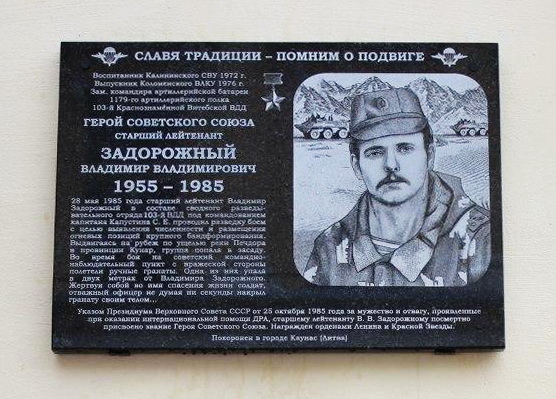 СЛАВЯ ТРАДИЦИИ – ПОМНИМ О ПОДВИГЕ
Воспитанник Калининского СВУ 1972 г.
Выпускник Коломенского ВАКУ 1976 г.
Зам. командира артиллерийской батареи
1179-го артиллерийского полка
103-й Краснознамённой Витебской ВДД
ГЕРОЙ СОВЕТСКОГО СОЮЗА
СТАРШИЙ ЛЕЙТЕНАНТ
ЗАДОРОЖНЫЙ
ВЛАДИМИР ВЛАДИМИРОВИЧ
1955 – 1985
28 мая 1985 года старший лейтенант Владимир
Задорожный в составе сводного разведы-
вательного отряда 103-й ВДД под командованием
капитана Капустина С. Е. проводил разведку боем
с целью выявления численности и размещения
огневых позиций крупного бандформирования.
Выдвигаясь на рубеж по ущелью реки Печдара
в провинции Кунар, группа попала в засаду.
Во время боя на советский командно-
наблюдательный пункт с вражеской стороны
полетели ручные гранаты. Одна из них упала
в двух метрах от Владимира Задорожного.
Жертвуя собой во имя спасения жизни солдат,
отважный офицер не думая ни секунды накрыл
гранату своим телом...
Указом Президиума Верховного Совета СССР от 25 октября 1985 года за мужество и отвагу, проявленные
при оказании интернациональной помощи ДРА, старшему лейтенанту В. В. Задорожному посмертно
присвоено звание Героя Советского Союза. Награжден орденами Ленина и Красной Звезды.
Похоронен в городе Каунас (Литва)